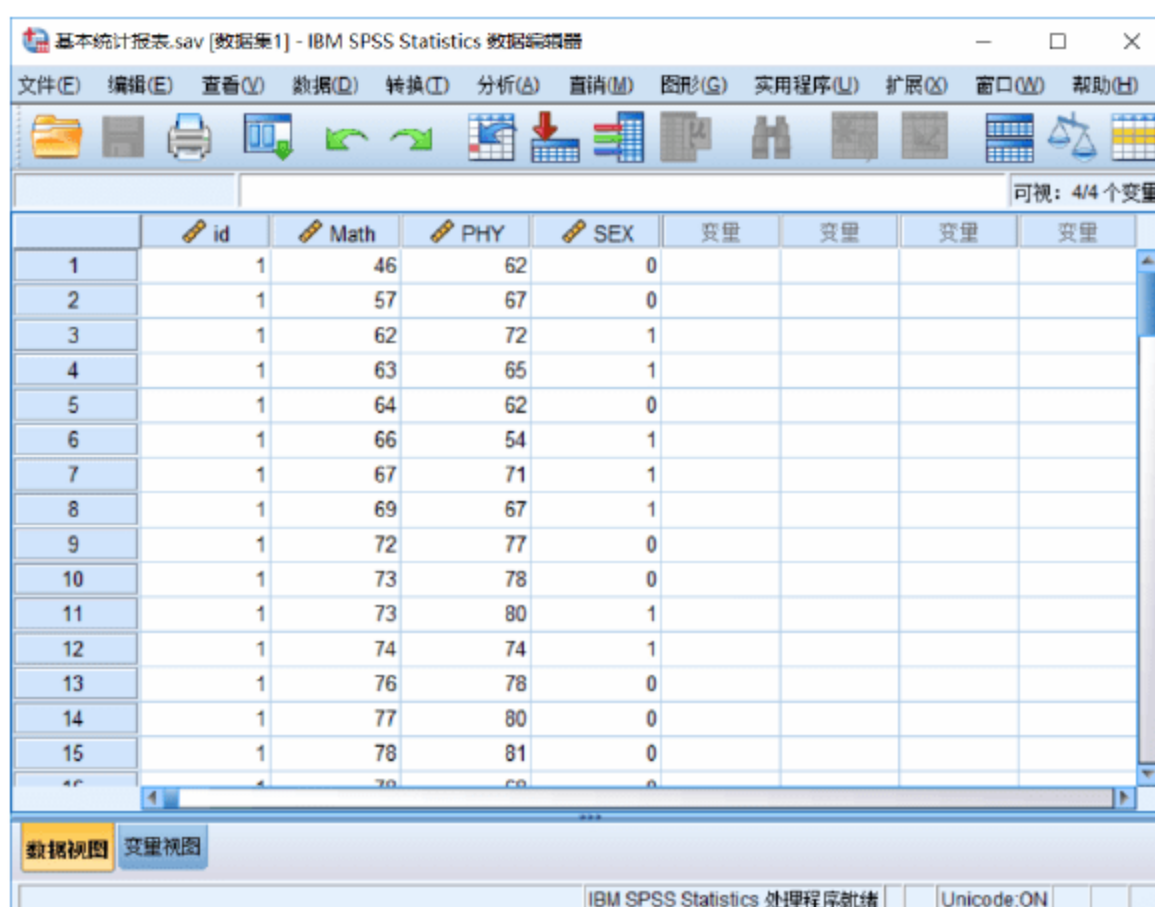 基本统计报表.sav [数据集1] - IBM SPSS Statistics 数据编辑器
文件(F) 编辑(E) 查看(V) 数据(D) 转换(T) 分析(A) 直销(M) 图形(G) 实用程序(U) 扩展(X) 窗口(W) 帮助(H)
可视: 4/4 个变量
id Math PHY SEX 变量 变量 变量 变量
1 1 46 62 0
2 1 57 67 0
3 1 62 72 1
4 1 63 65 1
5 1 64 62 0
6 1 66 54 1
7 1 67 71 1
8 1 69 67 1
9 1 72 77 0
10 1 73 78 0
11 1 73 80 1
12 1 74 74 1
13 1 76 78 0
14 1 77 80 0
15 1 78 81 0
数据视图 变量视图
IBM SPSS Statistics 处理程序就绪 Unicode:ON